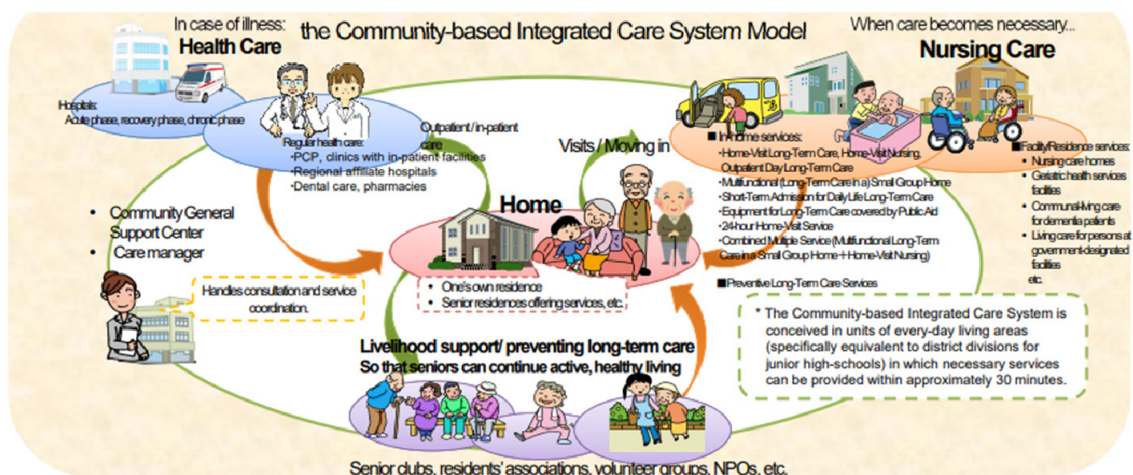 In case of illness:
Health Care
the Community-based Integrated Care System Model
When care becomes necessary...
Nursing Care
Hospitals:
Acute phase, recovery phase, chronic phase
Regular health care:
•PCP, clinics with in-patient facilities
•Regional affiliate hospitals
•Dental care, pharmacies
Outpatient / in-patient
care
Visits / Moving in
■ In-home services:
•Home-Visit Long-Term Care, Home-Visit Nursing,
Outpatient Day Long-Term Care
•Multifunctional (Long-Term Care in a) Small Group Home
•Short-Term Admission for Daily Life Long-Term Care
•Equipment for Long-Term Care covered by Public Aid
•24-hour Home-Visit Service
•Combined Multiple Service (Multifunctional Long-Term
Care in a Small Group Home + Home-Visit Nursing)
■ Preventive Long-Term Care Services
■Facility/Residence services:
• Nursing care homes
• Geriatric health services
facilities
• Communal-living care
for dementia patients
• Living care for persons at
government-designated
facilities
etc.
• Community General
Support Center
• Care manager
Handles consultation and service
coordination.
Home
• One's own residence
• Senior residences offering services, etc.
Livelihood support/ preventing long-term care
So that seniors can continue active, healthy living
* The Community-based Integrated Care System is
conceived in units of every-day living areas
(specifically equivalent to district divisions for
junior high-schools) in which necessary services
can be provided within approximately 30 minutes.
Senior clubs, residents' associations, volunteer groups, NPOs, etc.